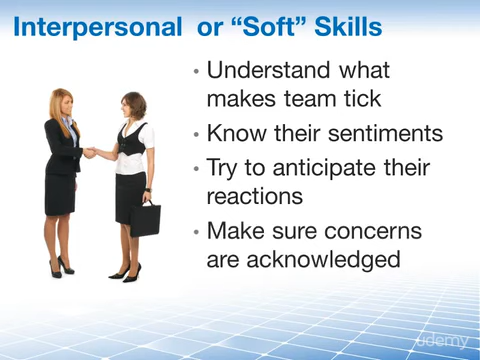 Interpersonal or “Soft” Skills
• Understand what
makes team tick
• Know their sentiments
• Try to anticipate their
reactions
• Make sure concerns
are acknowledged
udemy